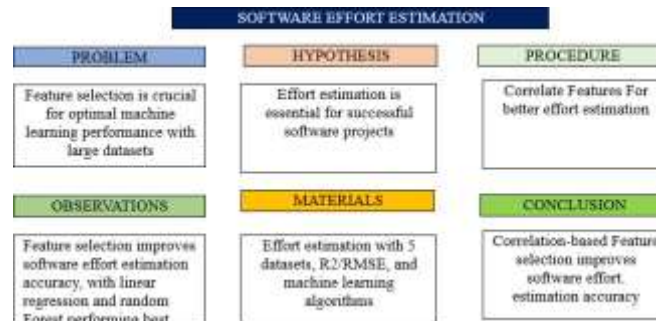 SOFTWARE EFFORT ESTIMATION
PROBLEM
HYPOTHESIS
PROCEDURE
Feature selection is crucial
for optimal machine
learning performance with
large datasets
Effort estimation is
essential for successful
software projects
Correlate Features For
better effort estimation
OBSERVATIONS
MATERIALS
CONCLUSION
Feature selection improves
software effort estimation
accuracy, with linear
regression and random
Forest performing best
Effort estimation with 5
datasets, R2/RMSE, and
machine learning
algorithms
Correlation-based Feature
selection improves
software effort.
estimation accuracy